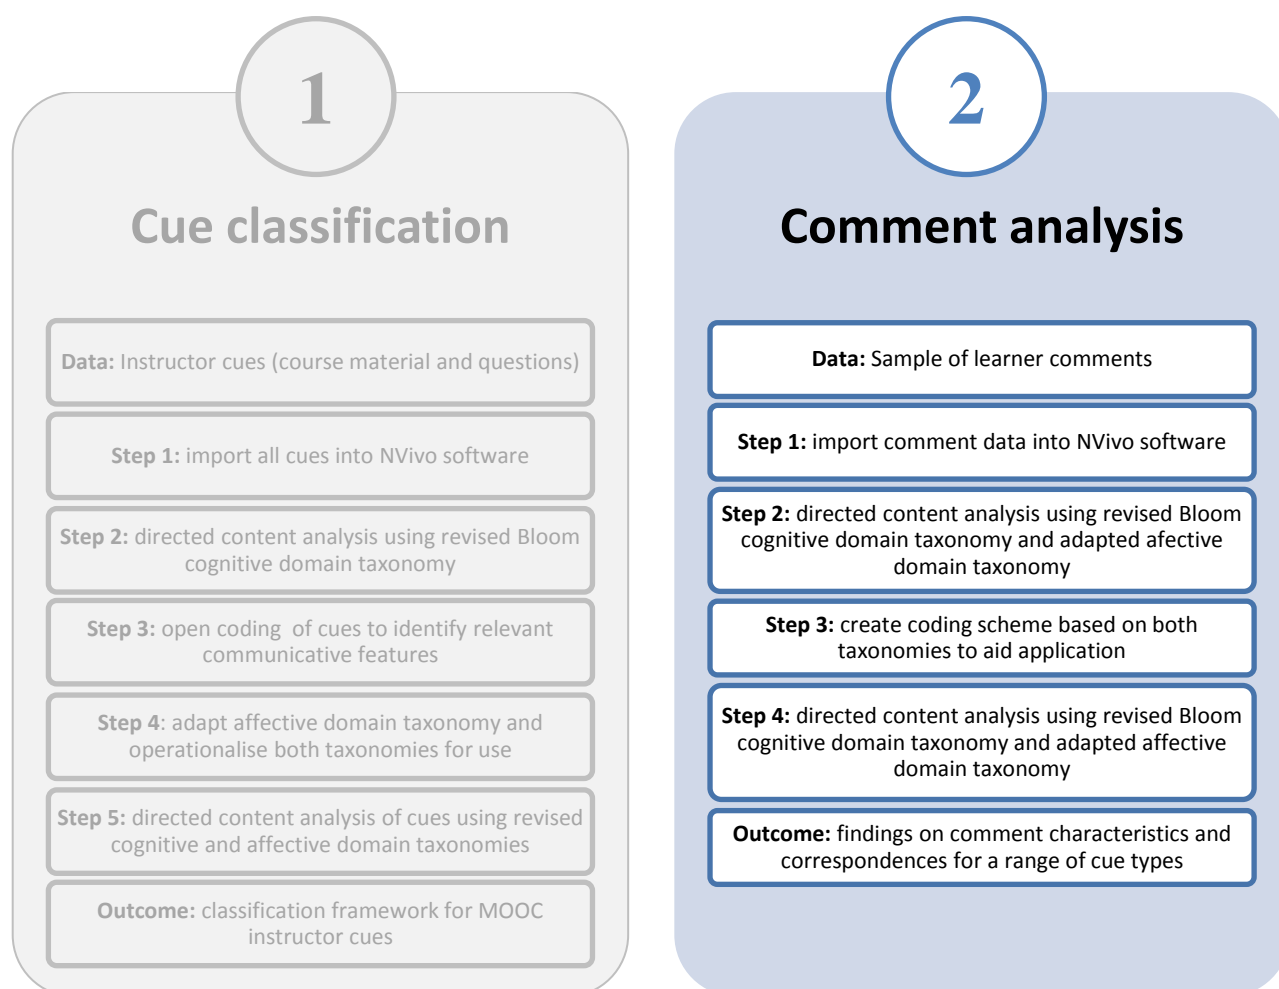 1
Cue classification
Data: Instructor cues (course material and questions)
Step 1: import all cues into NVivo software
Step 2: directed content analysis using revised Bloom
cognitive domain taxonomy
Step 3: open coding of cues to identify relevant
communicative features
Step 4: adapt affective domain taxonomy and
operationalise both taxonomies for use
Step 5: directed content analysis of cues using revised
cognitive and affective domain taxonomies
Outcome: classification framework for MOOC
instructor cues
2
Comment analysis
Data: Sample of learner comments
Step 1: import comment data into NVivo software
Step 2: directed content analysis using revised Bloom
cognitive domain taxonomy and adapted afective
domain taxonomy
Step 3: create coding scheme based on both
taxonomies to aid application
Step 4: directed content analysis using revised Bloom
cognitive domain taxonomy and adapted affective
domain taxonomy
Outcome: findings on comment characteristics and
correspondences for a range of cue types